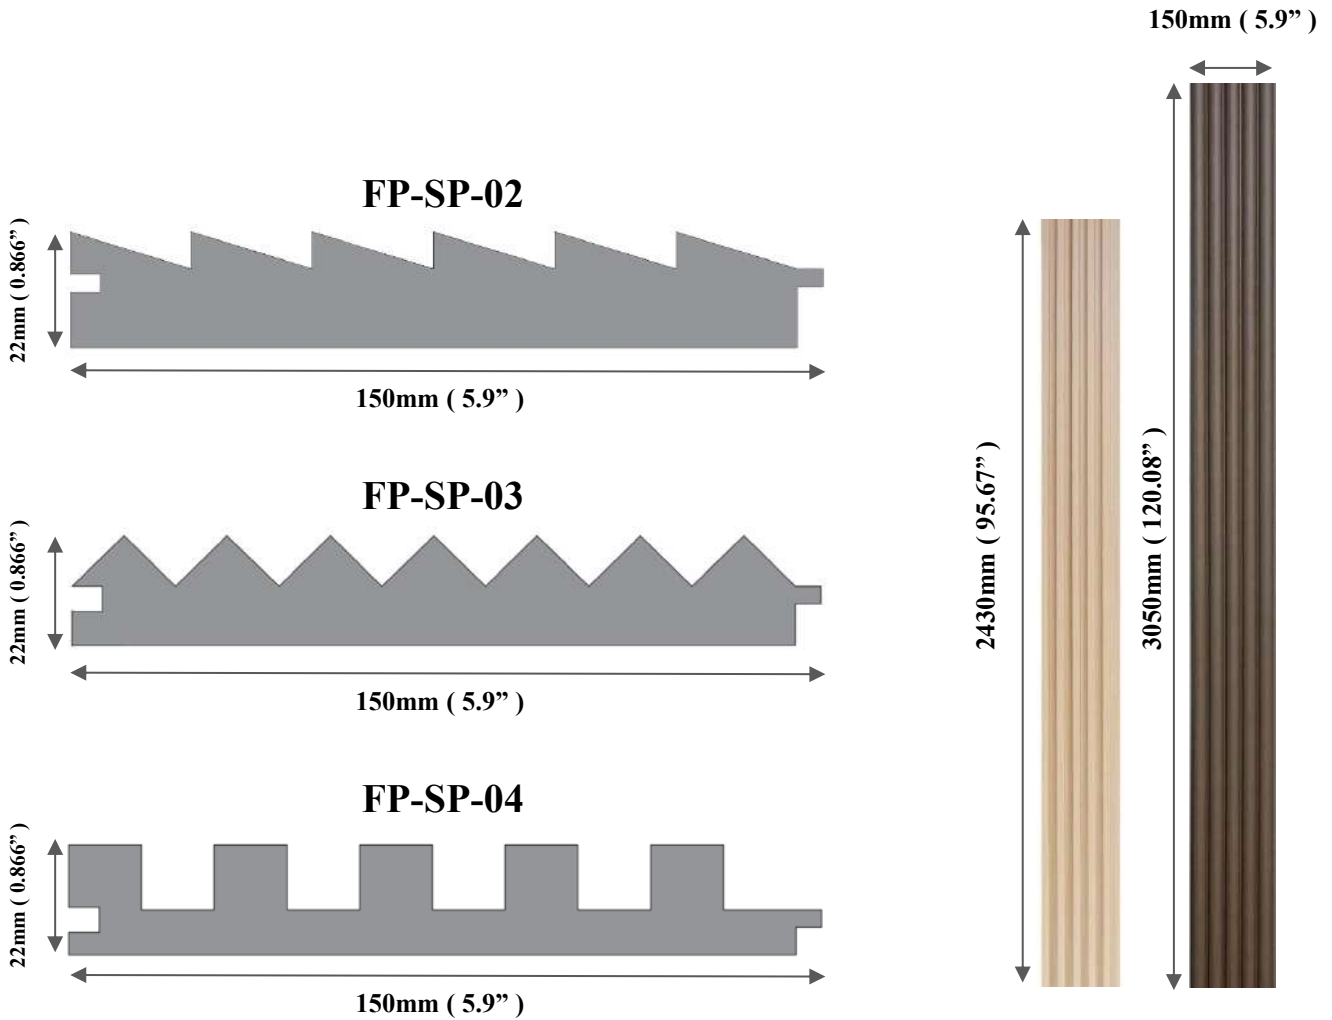 150mm ( 5.9” )
FP-SP-02
22mm ( 0.866” )
150mm ( 5.9” )
FP-SP-03
22mm ( 0.866” )
150mm ( 5.9” )
FP-SP-04
22mm ( 0.866” )
150mm ( 5.9” )
2430mm ( 95.67” )
3050mm ( 120.08” )